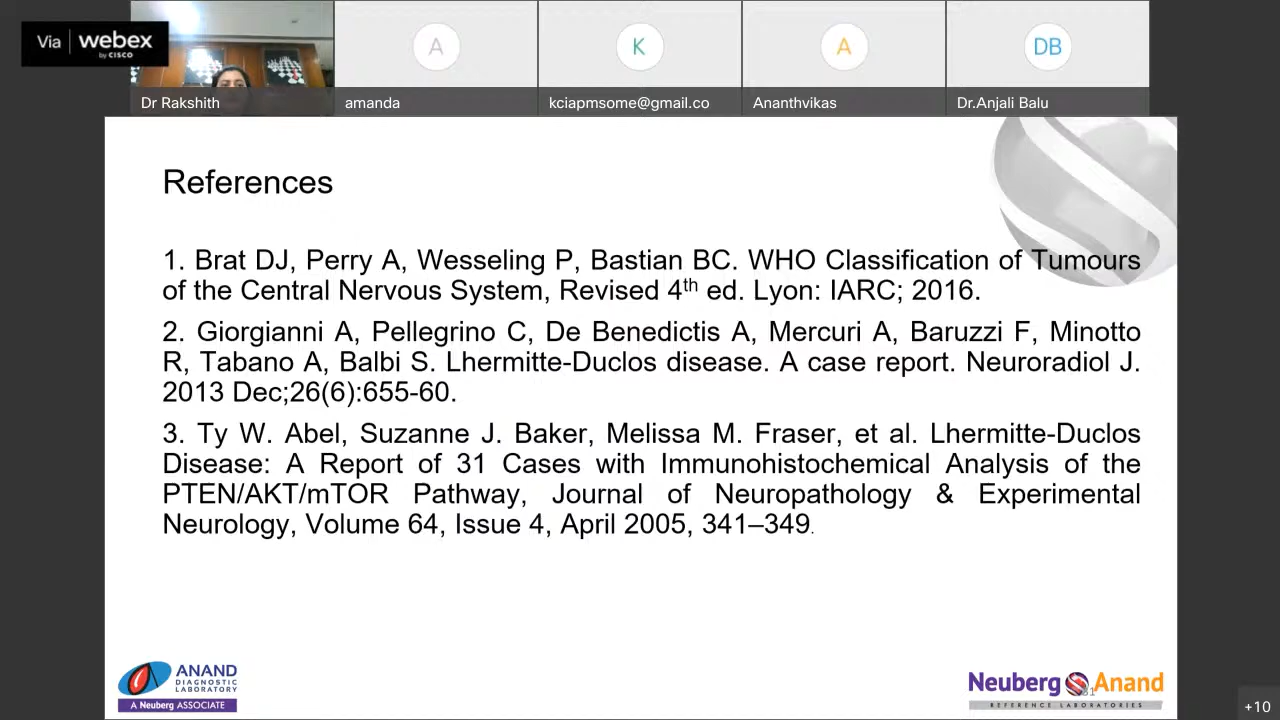 Via webex
by CISCO
Dr Rakshith
A
amanda
K
kciapmsome@gmail.co
A
Ananthvikas
DB
Dr.Anjali Balu
References
1. Brat DJ, Perry A, Wesseling P, Bastian BC. WHO Classification of Tumours
of the Central Nervous System, Revised 4th ed. Lyon: IARC; 2016.
2. Giorgianni A, Pellegrino C, De Benedictis A, Mercuri A, Baruzzi F, Minotto
R, Tabano A, Balbi S. Lhermitte-Duclos disease. A case report. Neuroradiol J.
2013 Dec;26(6):655-60.
3. Ty W. Abel, Suzanne J. Baker, Melissa M. Fraser, et al. Lhermitte-Duclos
Disease: A Report of 31 Cases with Immunohistochemical Analysis of the
PTEN/AKT/mTOR Pathway, Journal of Neuropathology & Experimental
Neurology, Volume 64, Issue 4, April 2005, 341–349.
ANAND
DIAGNOSTIC
LABORATORY
A Neuberg ASSOCIATE
Neuberg Anand
REFERENCE LABORATORIES
+10